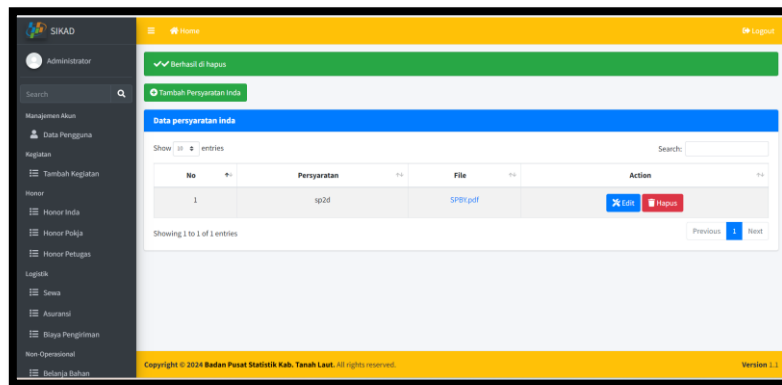 SIKAD
Home
Logout
Administrator
Berhasil di hapus
Search
Tambah Persyaratan Inda
Manajemen Akun
Data persyaratan inda
Data Pengguna
Show 10 entries
Search:
Kegiatan
Tambah Kegiatan
No Persyaratan File Action
Honor
1 sp2d SPBY.pdf Edit Hapus
Honor Inda
Showing 1 to 1 of 1 entries
Previous 1 Next
Honor Pokja
Honor Petugas
Logistik
Sewa
Asuransi
Biaya Pengiriman
Non-Operasional
Copyright © 2024 Badan Pusat Statistik Kab. Tanah Laut. All rights reserved.
Version 1.1
Belanja Bahan